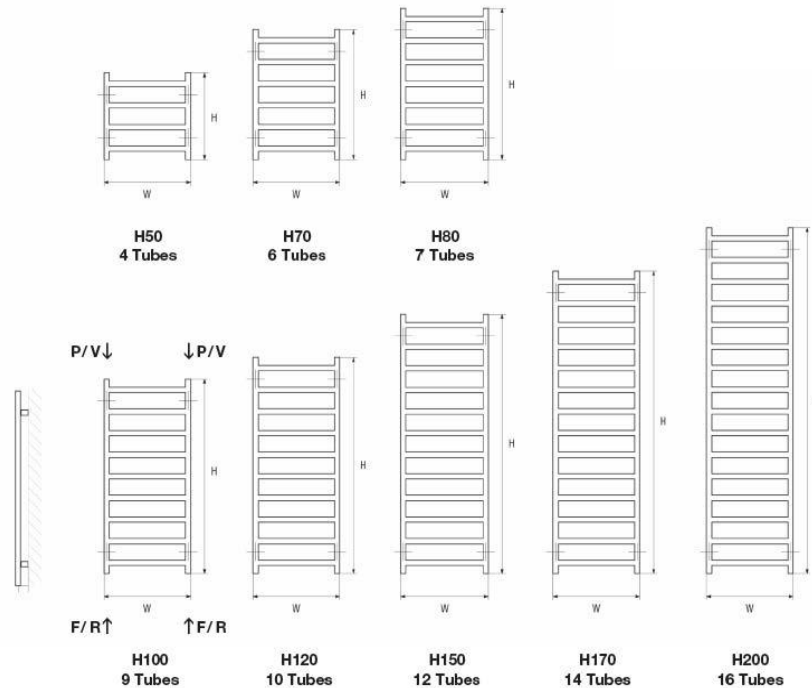 H
H
H
W
W
W
H50
4 Tubes
H70
6 Tubes
H80
7 Tubes
P/V↓
↓P/V
H
H
H
H
W
W
W
W
W
F/R↑
↑F/R
H100
9 Tubes
H120
10 Tubes
H150
12 Tubes
H170
14 Tubes
H200
16 Tubes